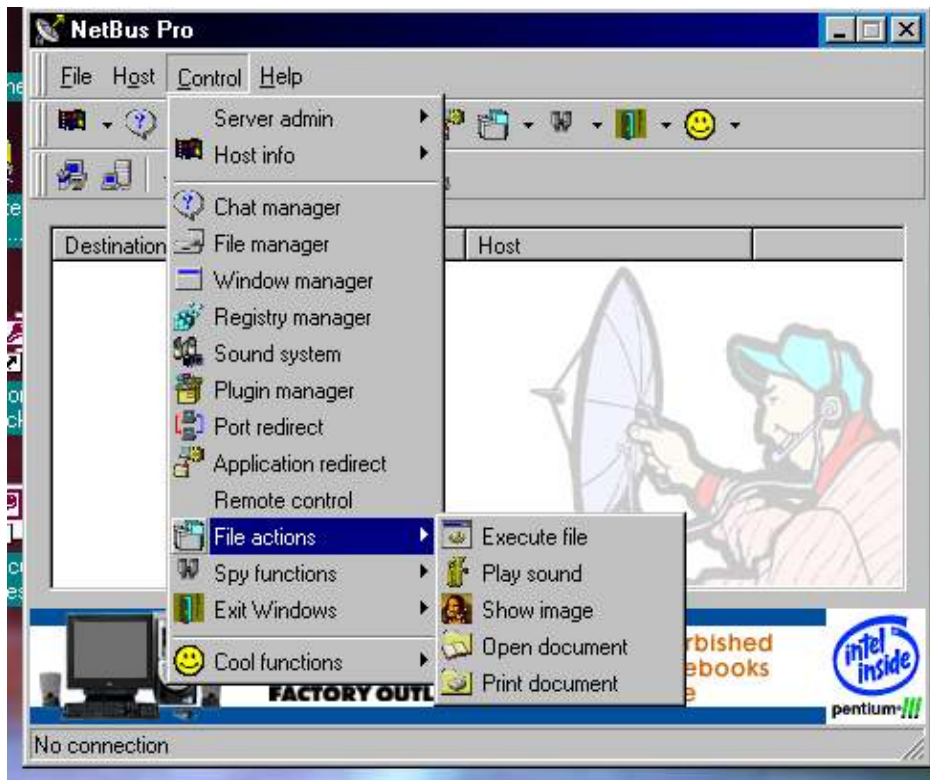 NetBus Pro
File Host Control Help
Server admin
Host info
Chat manager
Destination
Host
File manager
Window manager
Registry manager
Sound system
Plugin manager
Port redirect
Application redirect
Remote control
File actions
Spy functions
Exit Windows
Cool functions
Execute file
Play sound
Show image
Open document
Print document
rbished
ebooks
e
FACTORY OUTL
intel
inside
pentium
No connection